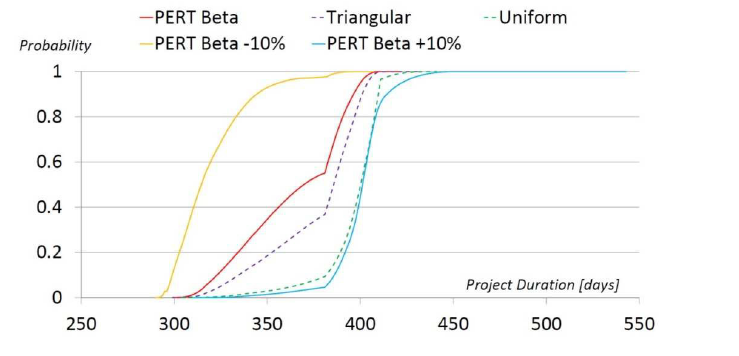 PERT Beta Triangular Uniform
Probability PERT Beta -10% PERT Beta +10%
1
0.8
0.6
0.4
0.2
0
Project Duration [days]
250 300 350 400 450 500 550